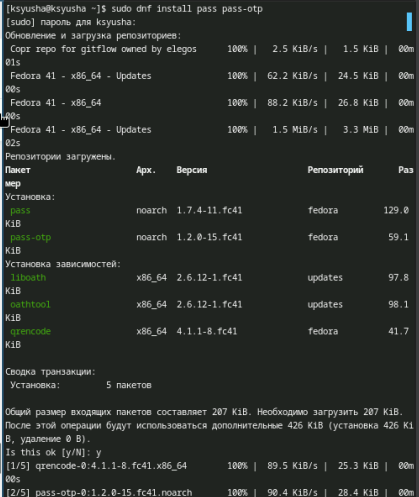 [ksyusha@ksyusha ~]$ sudo dnf install pass pass-otp
[sudo] пароль для ksyusha:
Обновление и загрузка репозиториев:
Copr repo for gitflow owned by elegos 100% | 2.5 KiB/s | 1.5 KiB | 00m
01s
Fedora 41 - x86_64 - Updates 100% | 62.2 KiB/s | 24.5 KiB | 00m
00s
Fedora 41 - x86_64 100% | 88.2 KiB/s | 26.8 KiB | 00m
00s
Fedora 41 - x86_64 - Updates 100% | 1.5 MiB/s | 3.3 MiB | 00m
02s
Репозитории загружены.
Пакет Арх. Версия Репозиторий Раз
мер
Установка:
pass noarch 1.7.4-11.fc41 fedora 129.0
KiB
pass-otp noarch 1.2.0-15.fc41 fedora 59.1
KiB
Установка зависимостей:
liboath x86_64 2.6.12-1.fc41 updates 97.8
KiB
oathtool x86_64 2.6.12-1.fc41 updates 98.1
KiB
qrencode x86_64 4.1.1-8.fc41 fedora 41.7
KiB
Сводка транзакции:
Установка: 5 пакетов
Общий размер входящих пакетов составляет 207 KiB. Необходимо загрузить 207 KiB.
После этой операции будут использоваться дополнительные 426 KiB (установка 426 Ki
B, удаление 0 B).
Is this ok [y/N]: y
[1/5] qrencode-0:4.1.1-8.fc41.x86_64 100% | 89.5 KiB/s | 25.3 KiB | 00m
00s
[2/5] pass-otp-0:1.2.0-15.fc41.noarch 100% | 90.4 KiB/s | 28.4 KiB | 00m